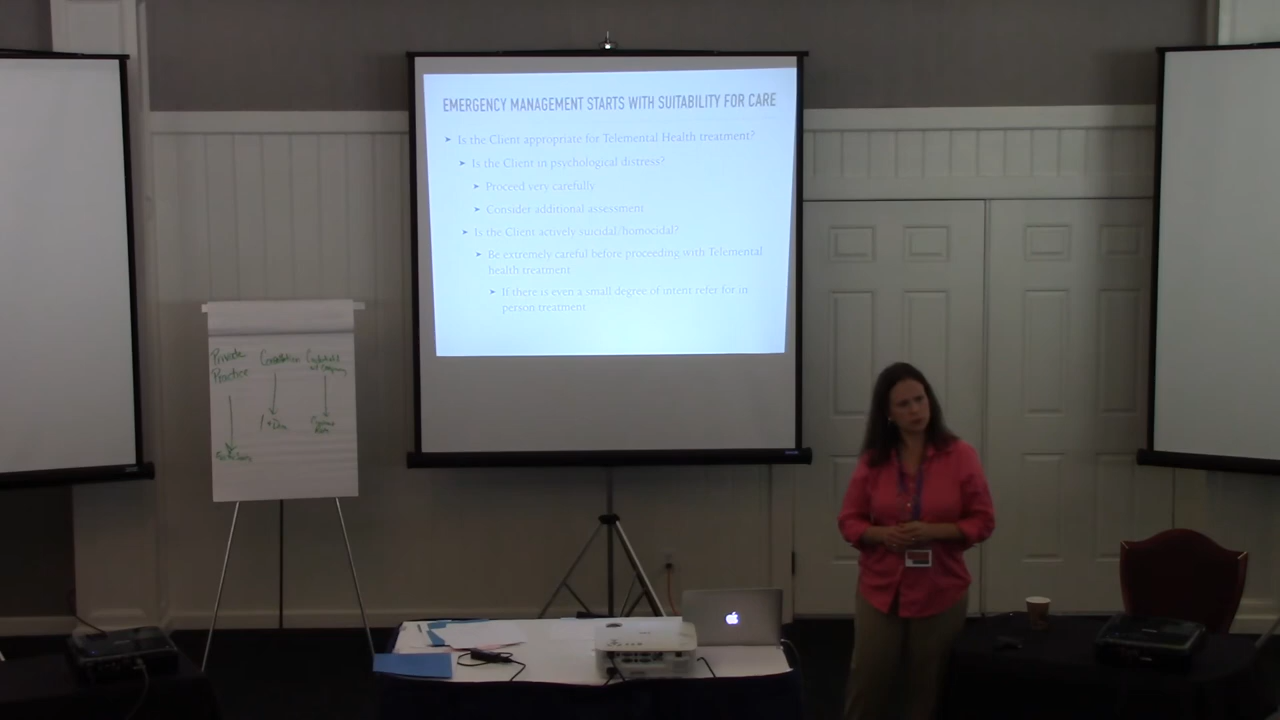 EMERGENCY MANAGEMENT STARTS WITH SUITABILITY FOR CARE
Is the Client appropriate for Telemental Health treatment?
Is the Client in psychological distress?
Proceed very carefully
Consider additional assessment
Is the Client actively suicidal/homocidal?
Be extremely careful before proceeding with Telemental
health treatment
If there is even a small degree of intent refer for in
person treatment
Private
Practice